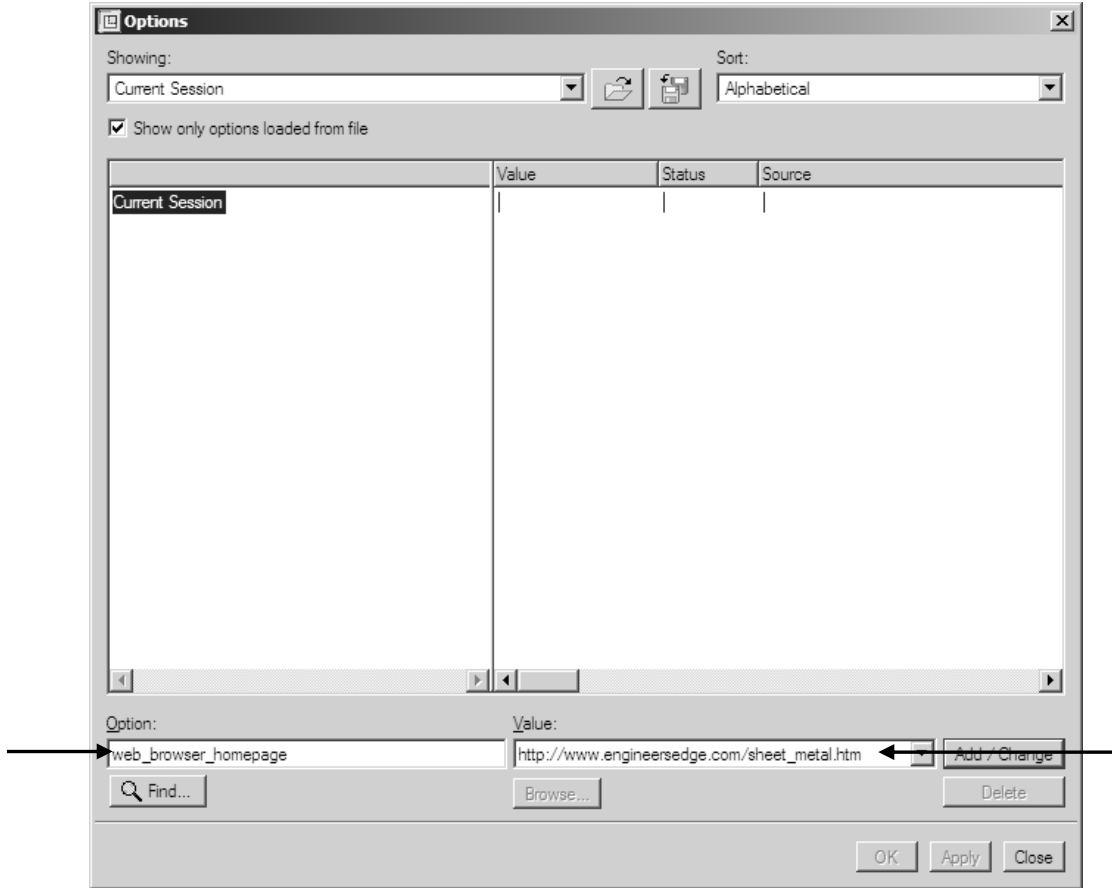 Options
Showing: Sort:
Current Session Alphabetical
Show only options loaded from file
Value Status Source
Current Session
Option: Value:
web_browser_homepage http://www.engineersedge.com/sheet_metal.htm Add / Change
Find... Browse... Delete
OK Apply Close